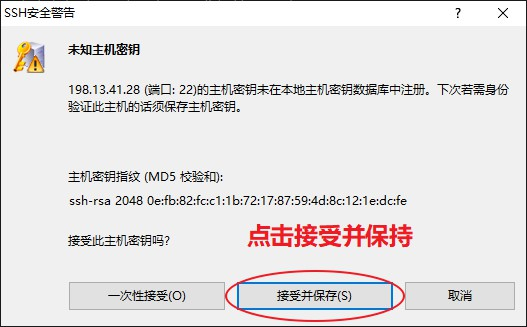 SSH安全警告
?
未知主机密钥
198.13.41.28 (端口: 22)的主机密钥未在本地主机密钥数据库中注册。下次若需身份
验证此主机的话须保存主机密钥。
主机密钥指纹 (MD5 校验和):
ssh-rsa 2048 0e:fb:82:fc:c1:1b:72:17:87:59:4d:8c:12:1e:dc:fe
接受此主机密钥吗?
点击接受并保持
一次性接受(O)
接受并保存(S)
取消